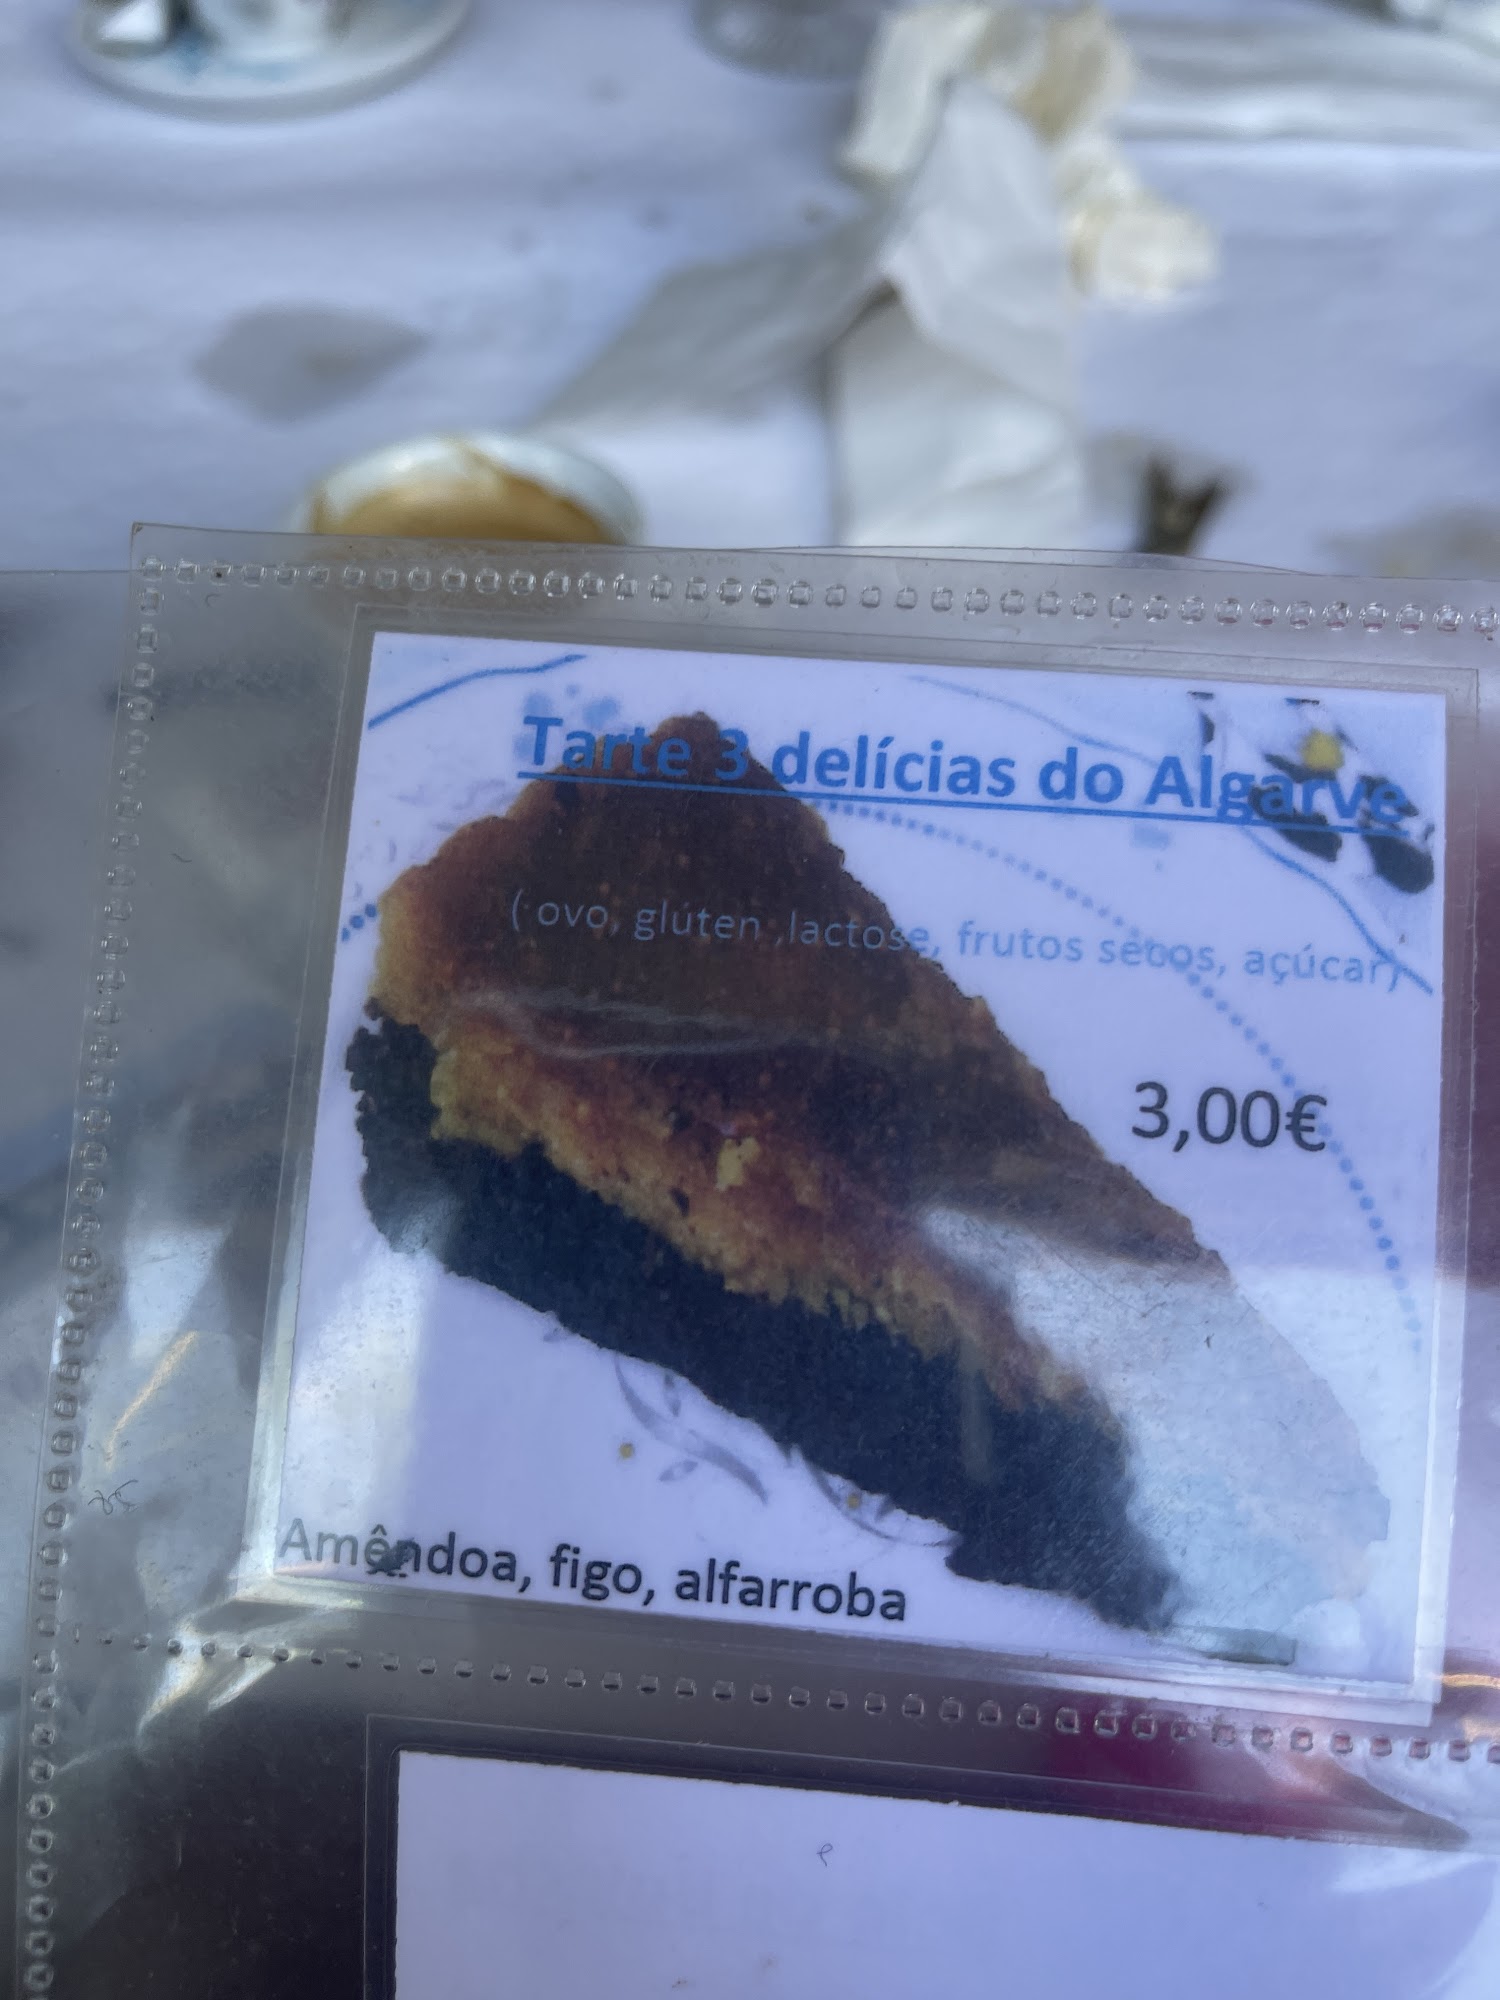 Tarte 3 delícias do Algarve
( ovo, glúten ,lactose, frutos secos, açúcar)
3,00€
Amêndoa, figo, alfarroba